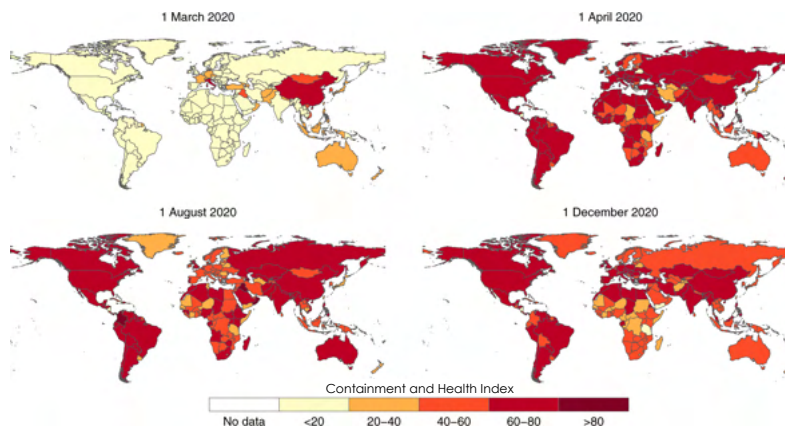 1 March 2020
1 April 2020
1 August 2020
1 December 2020
Containment and Health Index
No data <20 20−40 40−60 60−80 >80